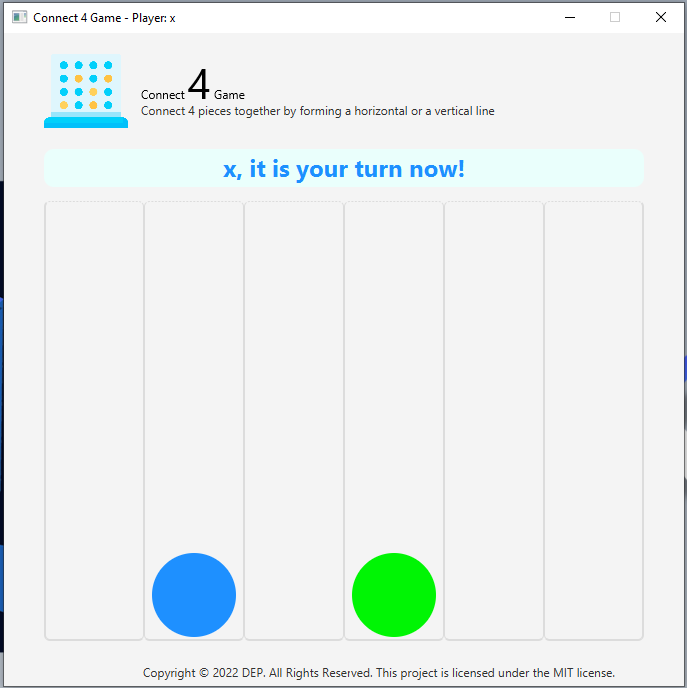 Connect 4 Game - Player: x
Connect 4 Game
Connect 4 pieces together by forming a horizontal or a vertical line
x, it is your turn now!
Copyright © 2022 DEP. All Rights Reserved. This project is licensed under the MIT license.